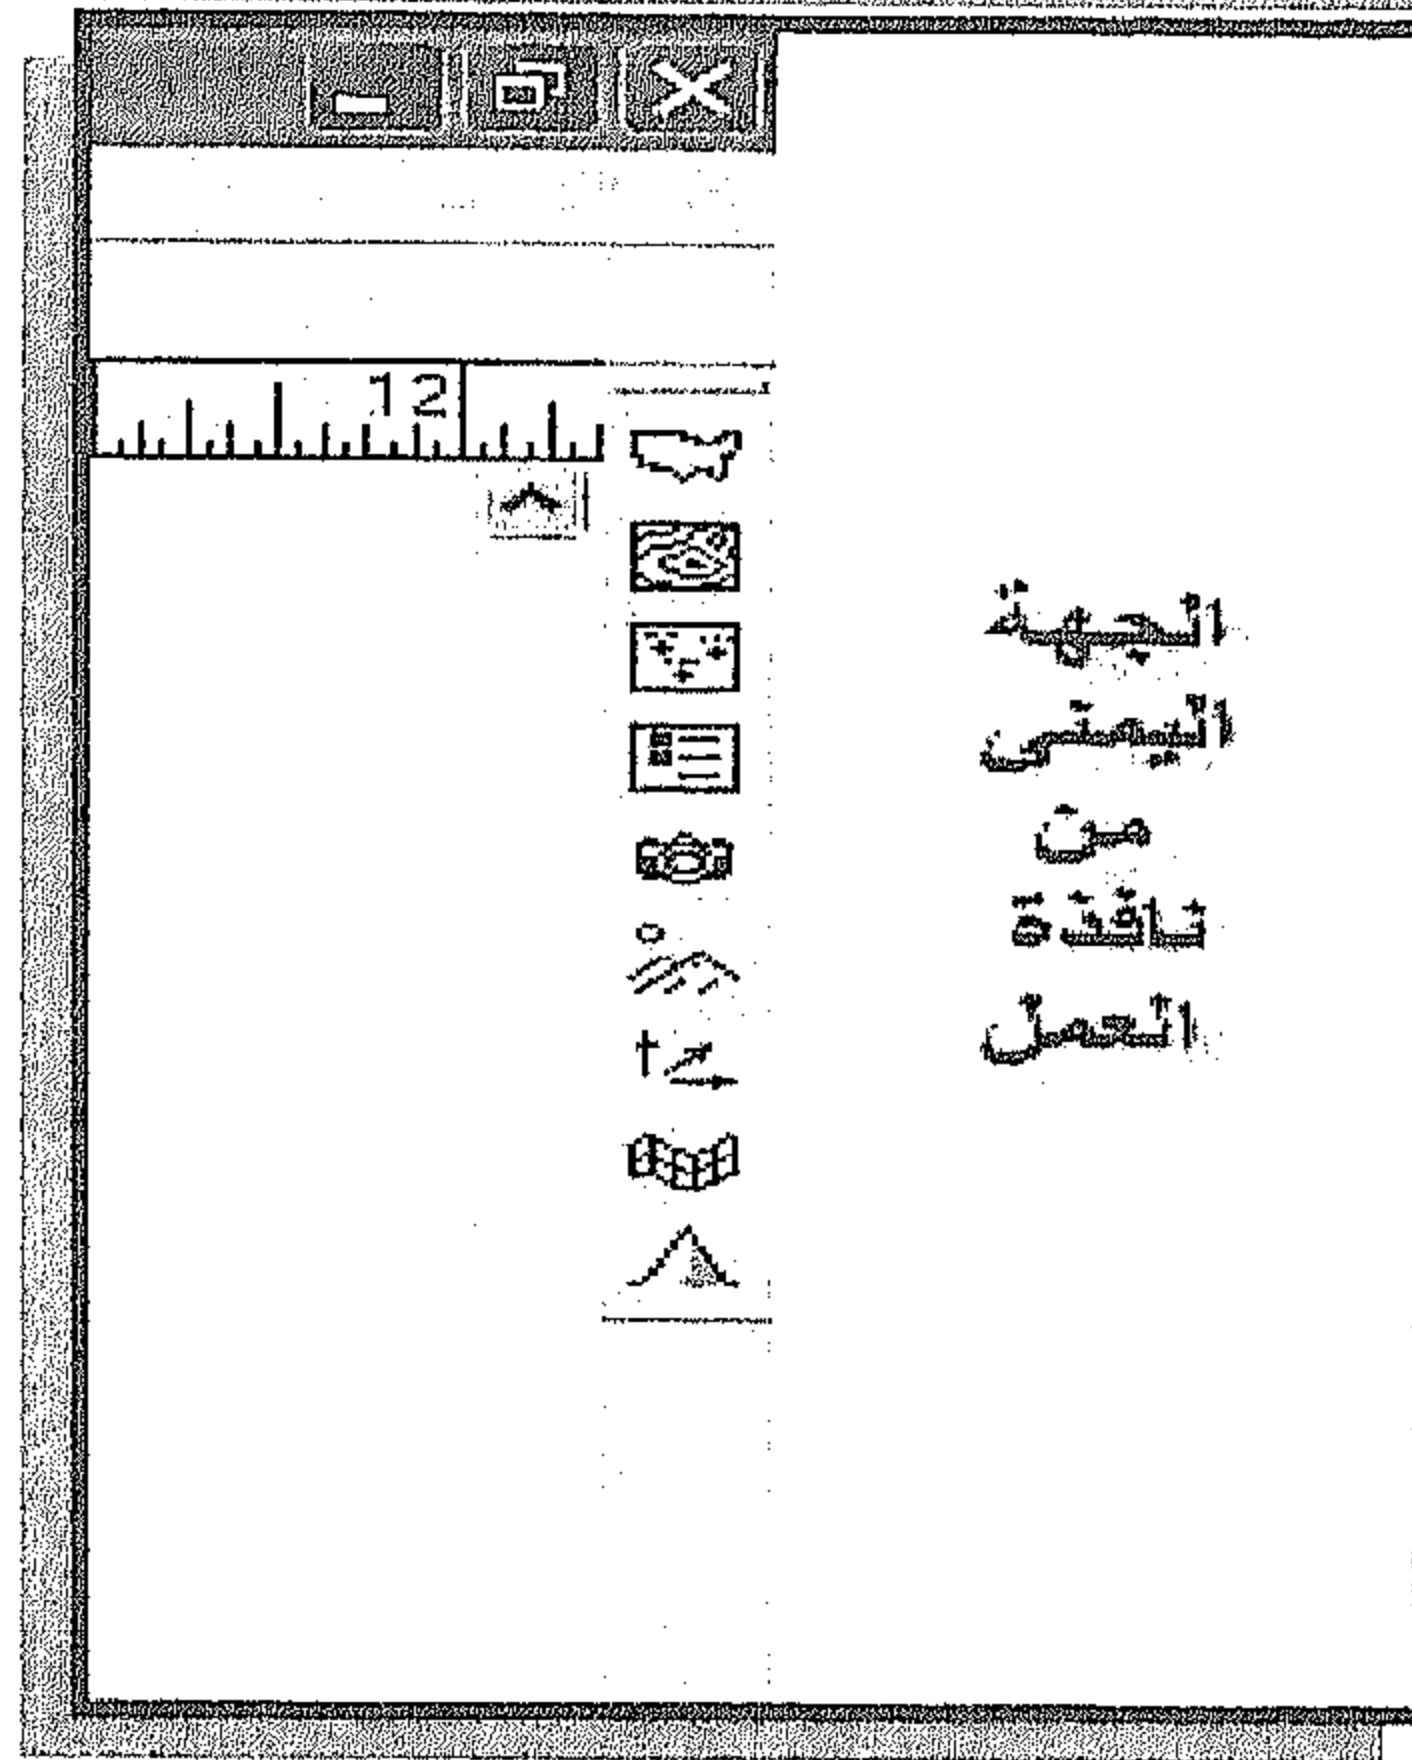 12
الجهة
اليمنى
من
نافذة
العمل